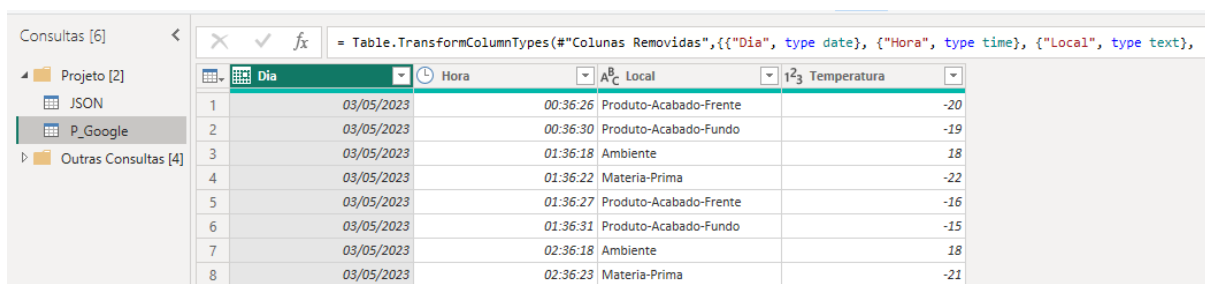 Consultas [6]
fx = Table.TransformColumnTypes(#"Colunas Removidas",{{"Dia", type date}, {"Hora", type time}, {"Local", type text},
Projeto [2]
JSON
P_Google
Outras Consultas [4]
Dia Hora ABC Local 123 Temperatura
1 03/05/2023 00:36:26 Produto-Acabado-Frente -20
2 03/05/2023 00:36:30 Produto-Acabado-Fundo -19
3 03/05/2023 01:36:18 Ambiente 18
4 03/05/2023 01:36:22 Materia-Prima -22
5 03/05/2023 01:36:27 Produto-Acabado-Frente -16
6 03/05/2023 01:36:31 Produto-Acabado-Fundo -15
7 03/05/2023 02:36:18 Ambiente 18
8 03/05/2023 02:36:23 Materia-Prima -21